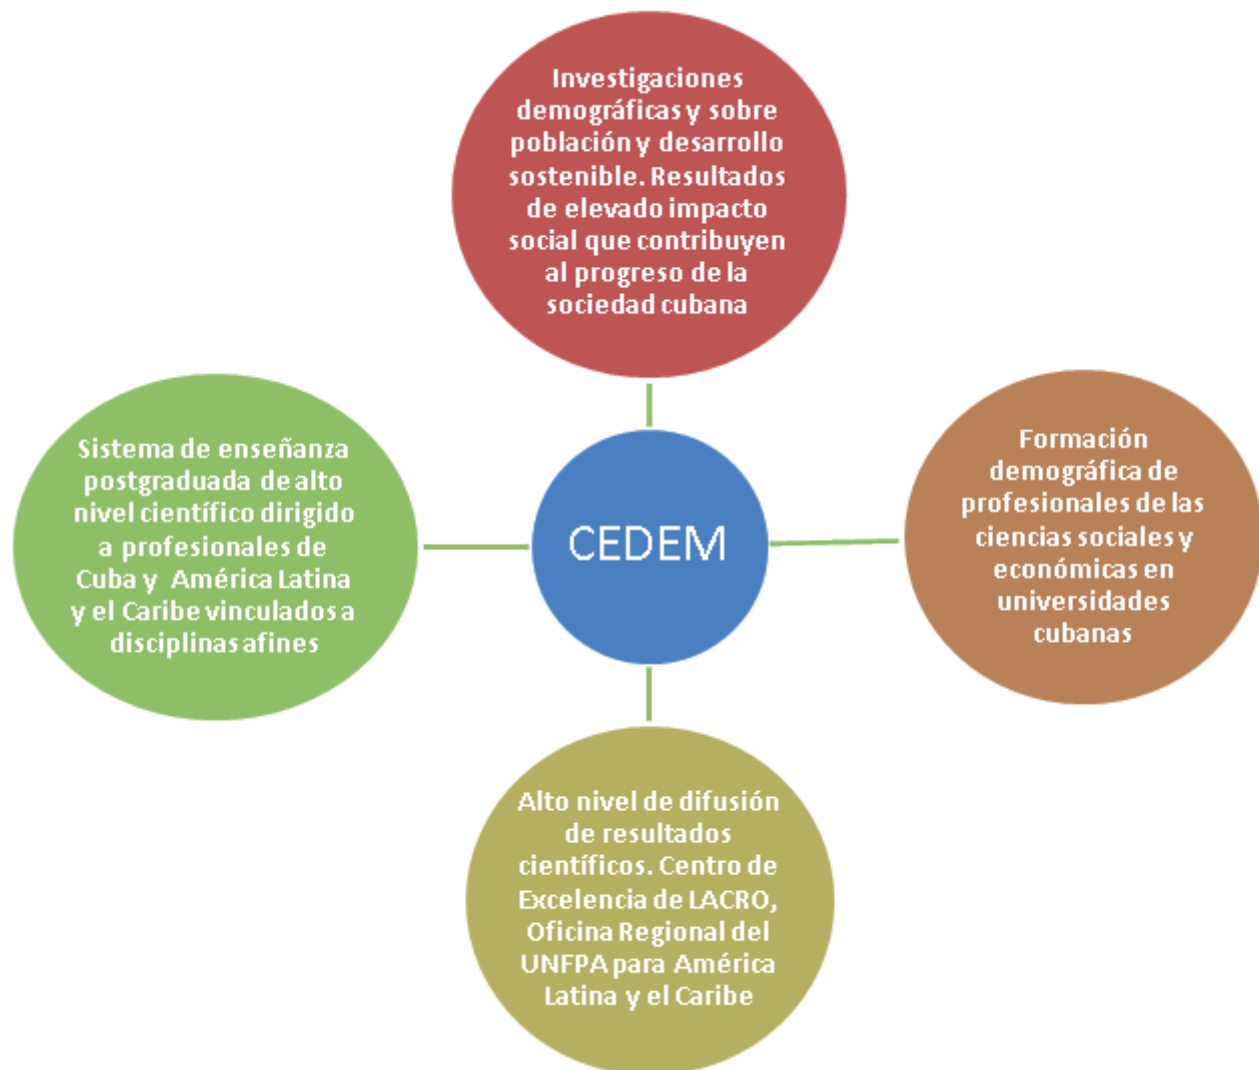 Investigaciones
demográficas y sobre
población y desarrollo
sostenible. Resultados
de elevado impacto
social que contribuyen
al progreso de la
sociedad cubana
Sistema de enseñanza
postgraduada de alto
nivel científico dirigido
a profesionales de
Cuba y América Latina
y el Caribe vinculados a
disciplinas afines
CEDEM
Formación
demográfica de
profesionales de las
ciencias sociales y
económicas en
universidades
cubanas
Alto nivel de difusión
de resultados
científicos. Centro de
Excelencia de LACRO,
Oficina Regional del
UNFPA para América
Latina y el Caribe